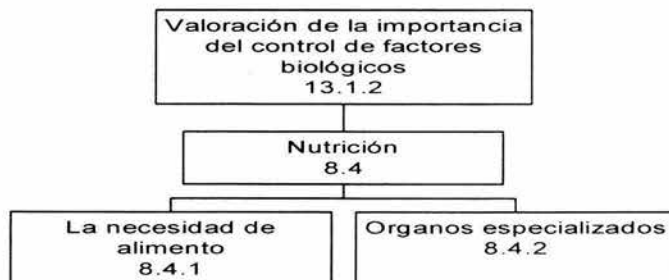 Valoración de la importancia
del control de factores
biológicos
13.1.2
Nutrición
8.4
La necesidad de
alimento
8.4.1
Organos especializados
8.4.2